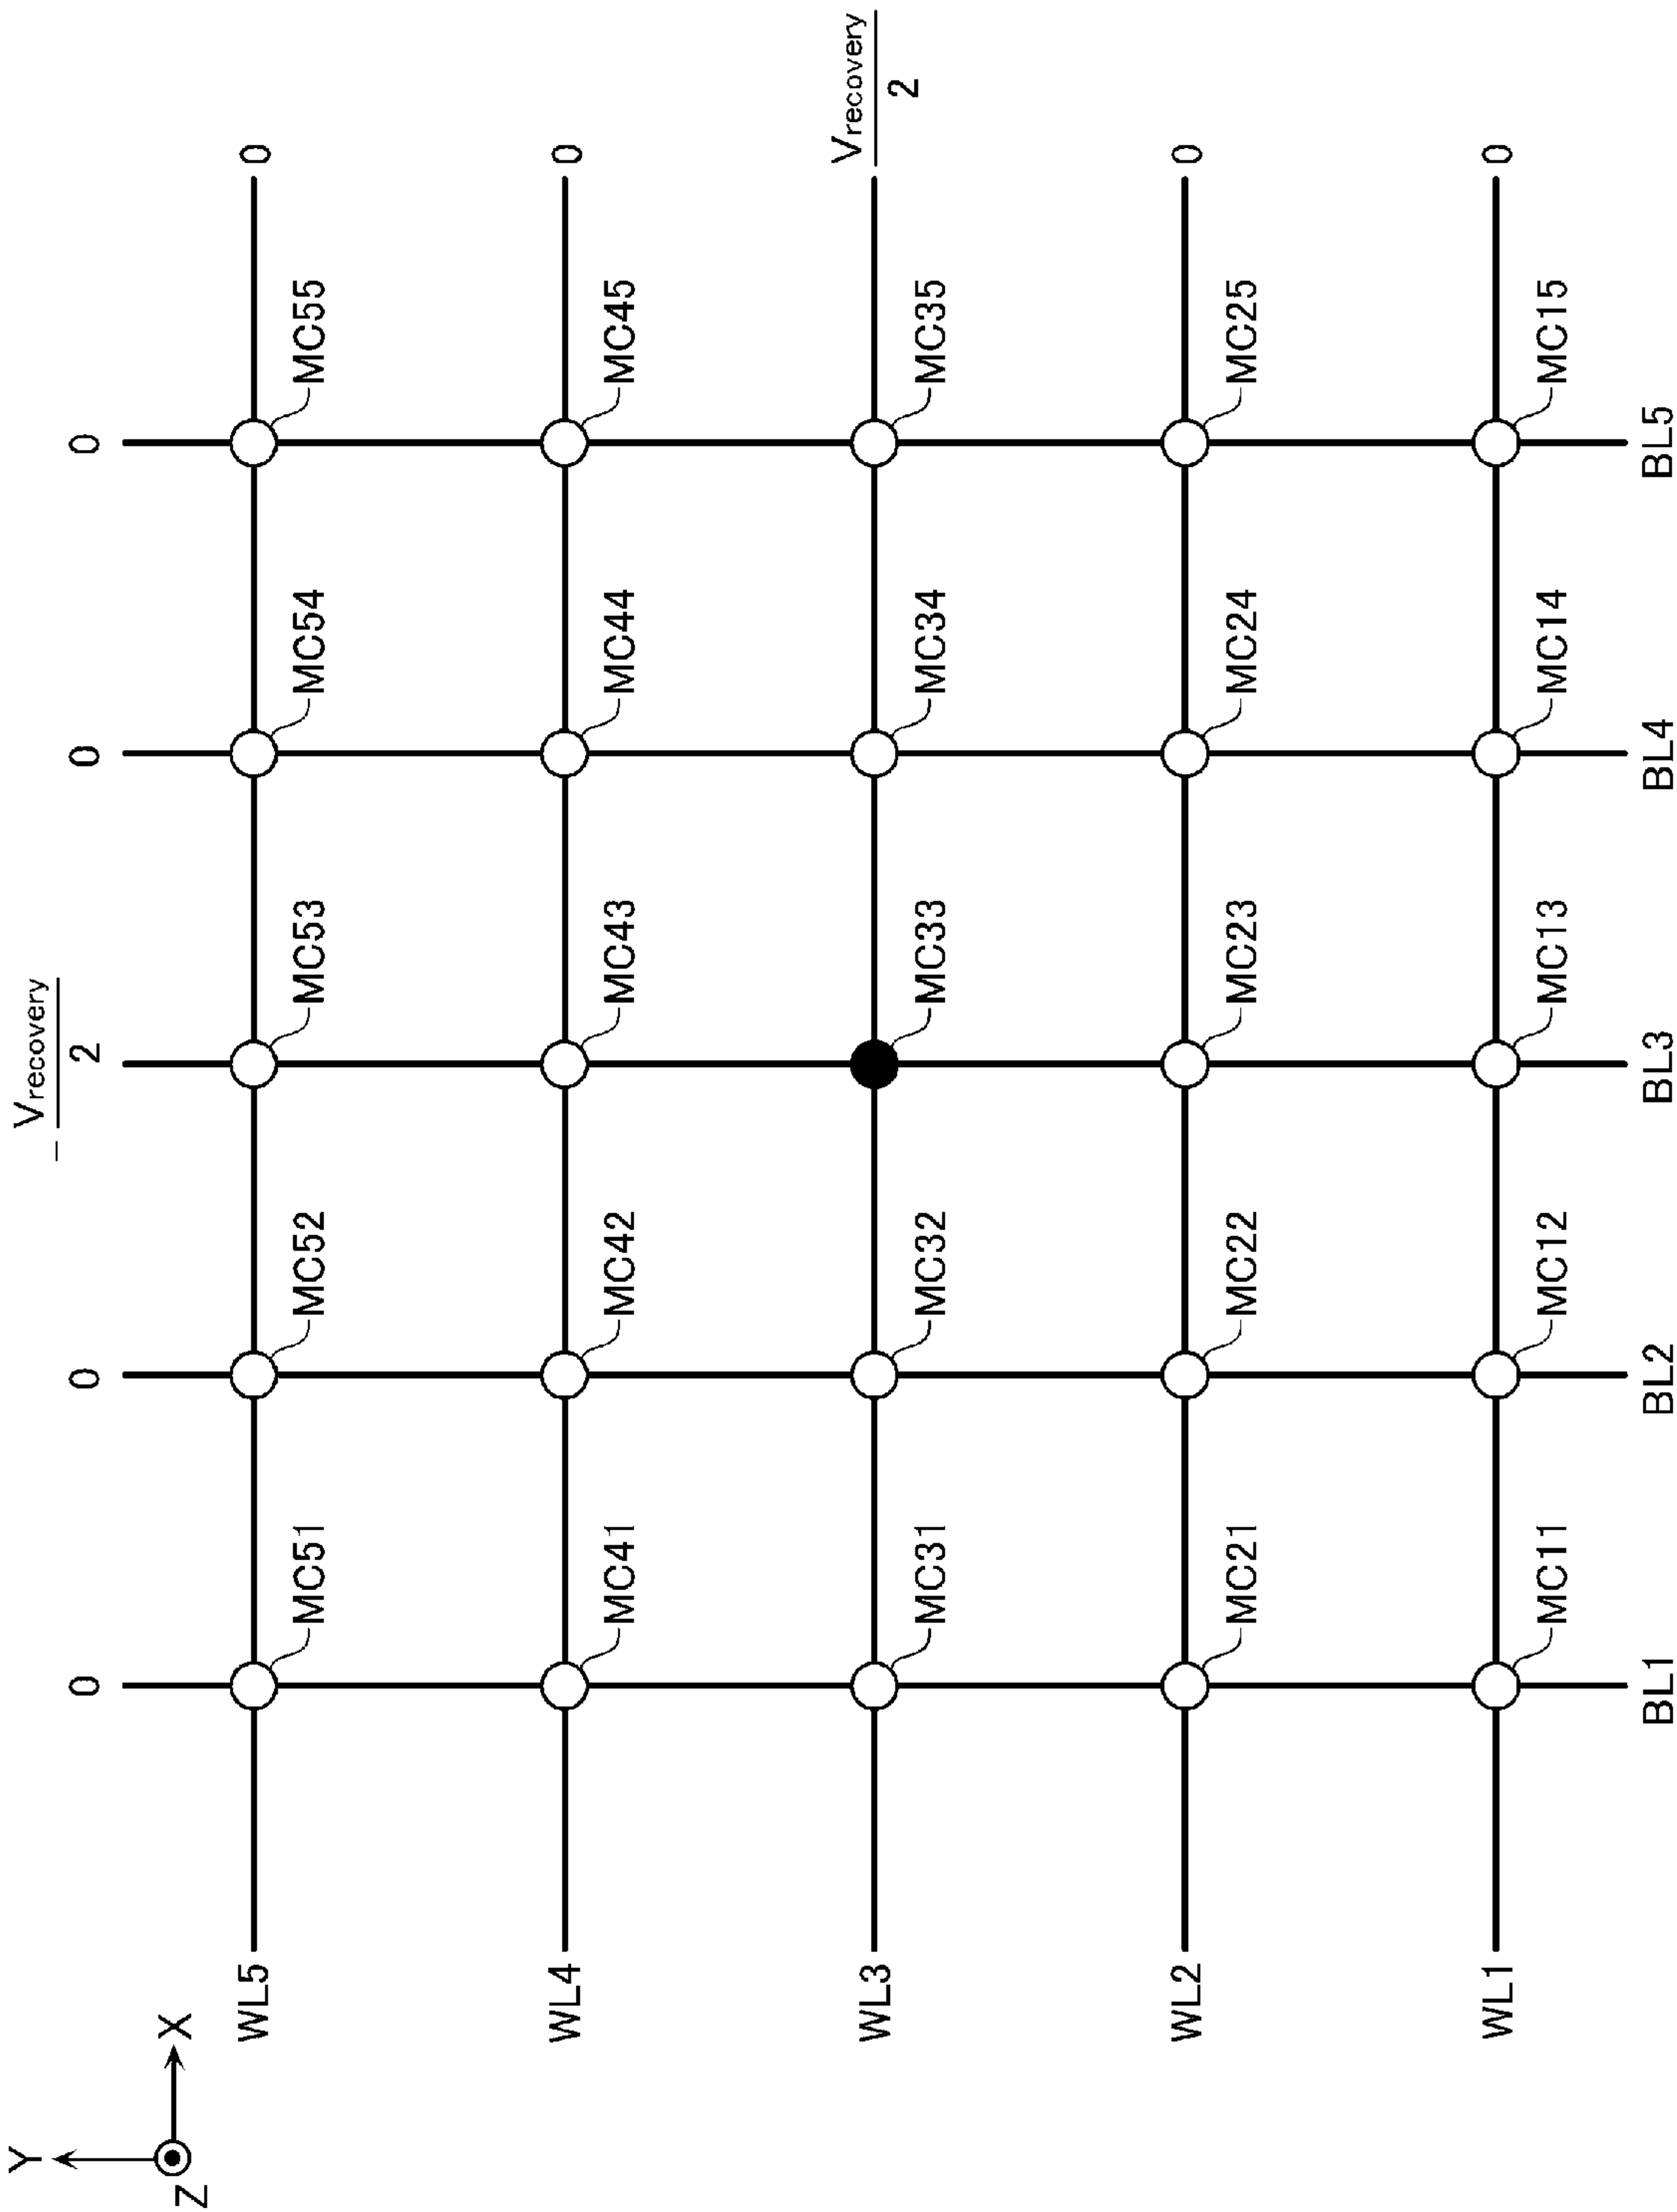 Y
− Vrecovery
0 0 2 0 0
X
Z
WL5 0
MC51 MC52 MC53 MC54 MC55
WL4 0
MC41 MC42 MC43 MC44 MC45
Vrecovery
WL3 2
MC31 MC32 MC33 MC34 MC35
WL2 0
MC21 MC22 MC23 MC24 MC25
WL1 0
MC11 MC12 MC13 MC14 MC15
BL1 BL2 BL3 BL4 BL5